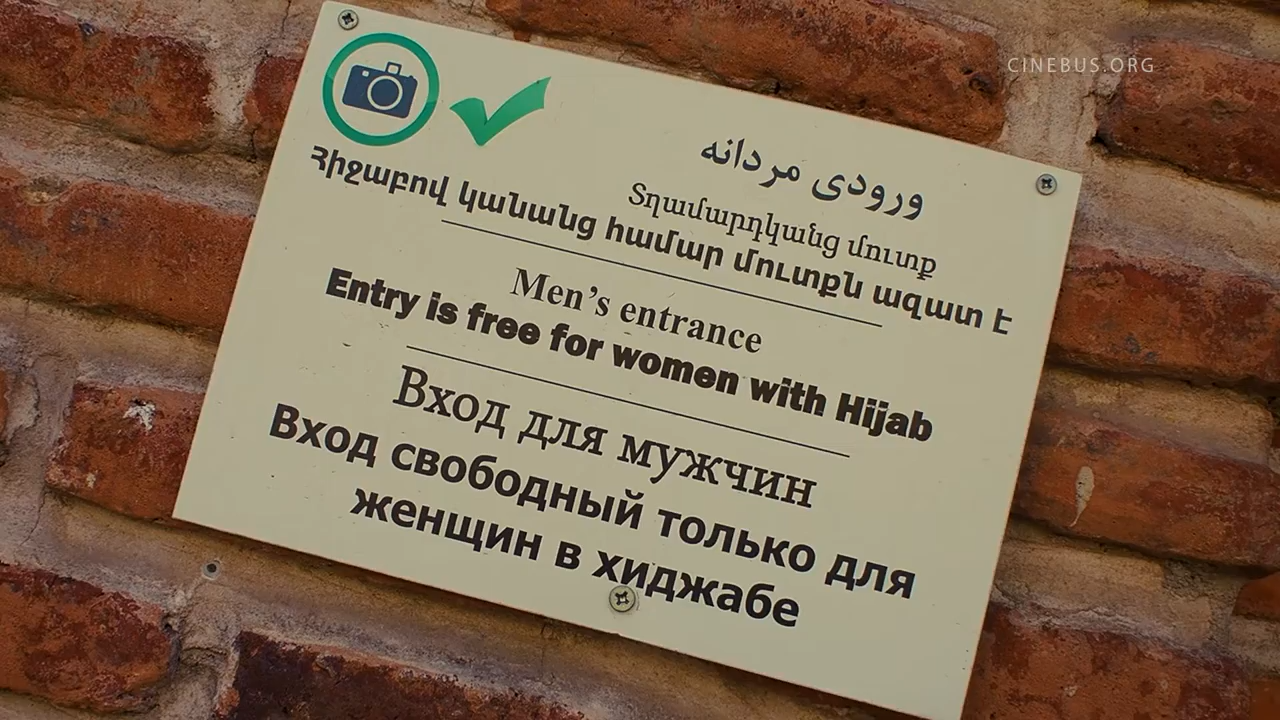 CINEBUS.ORG
ورودی مردانه
Տղամարդկանց մուտք
Հիջաբով կանանց համար մուտքն ազատ է
Men's entrance
Entry is free for women with Hijab
Вход для мужчин
Вход свободный только для
женщин в хиджабе